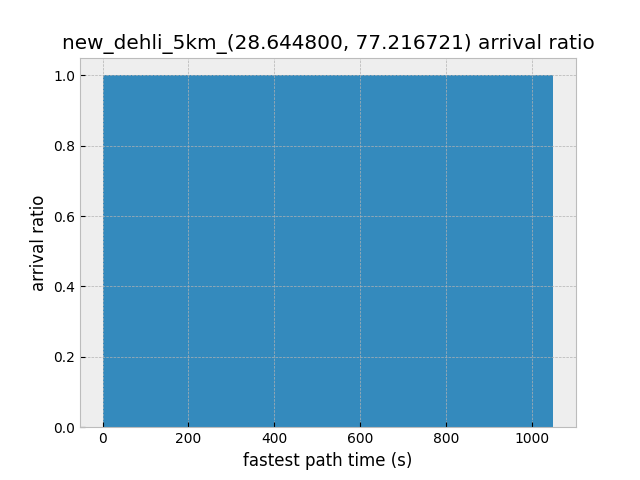 new_dehli_5km_(28.644800, 77.216721) arrival ratio
1.0
0.8
0.6
0.4
0.2
0.0
arrival ratio
0 200 400 600 800 1000
fastest path time (s)